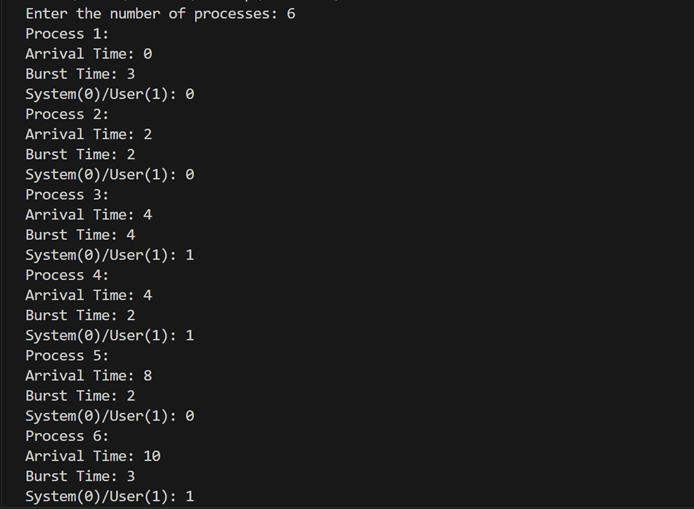 Enter the number of processes: 6
Process 1:
Arrival Time: 0
Burst Time: 3
System(0)/User(1): 0
Process 2:
Arrival Time: 2
Burst Time: 2
System(0)/User(1): 0
Process 3:
Arrival Time: 4
Burst Time: 4
System(0)/User(1): 1
Process 4:
Arrival Time: 4
Burst Time: 2
System(0)/User(1): 1
Process 5:
Arrival Time: 8
Burst Time: 2
System(0)/User(1): 0
Process 6:
Arrival Time: 10
Burst Time: 3
System(0)/User(1): 1